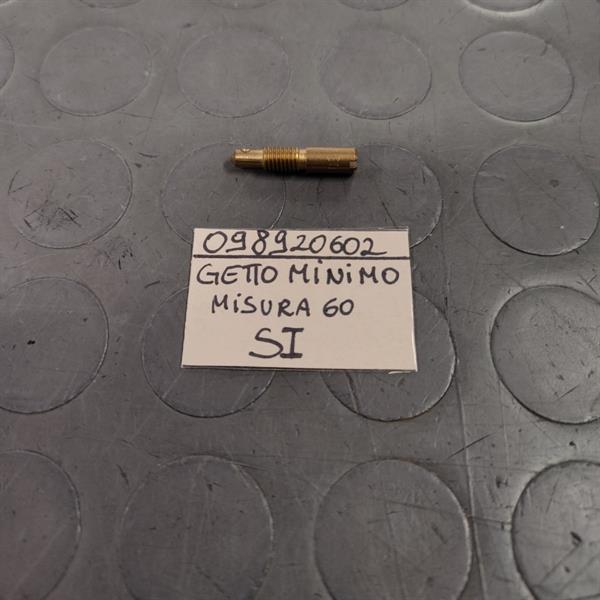 098920602
GETTO MINIMO
MISURA 60
SI